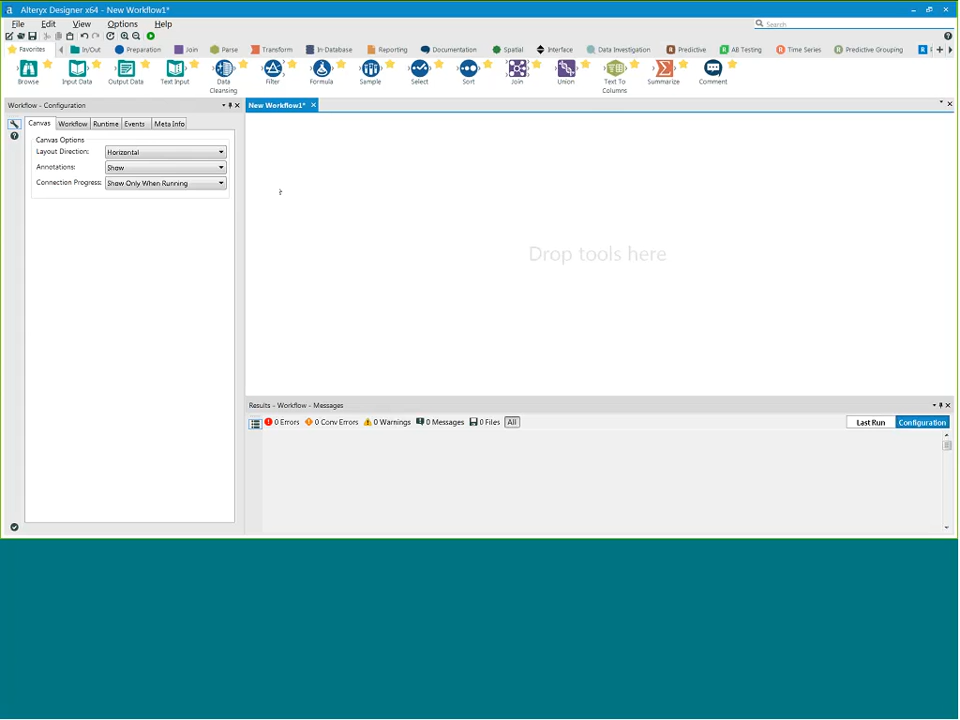 a Alteryx Designer x64 - New Workflow1*
File Edit View Options Help
Search
Favorites In/Out Preparation Join Parse Transform In-Database Reporting Documentation Spatial Interface Data Investigation Predictive AB Testing Time Series Predictive Grouping R
Browse Input Data Output Data Text Input Data Cleansing Filter Formula Sample Select Sort Join Union Text To Columns Summarize Comment
Workflow - Configuration
New Workflow1*
Canvas Workflow Runtime Events Meta Info
Canvas Options
Layout Direction: Horizontal
Annotations: Show
Connection Progress: Show Only When Running
Drop tools here
Results - Workflow - Messages
0 Errors 0 Conv Errors 0 Warnings 0 Messages 0 Files All Last Run Configuration